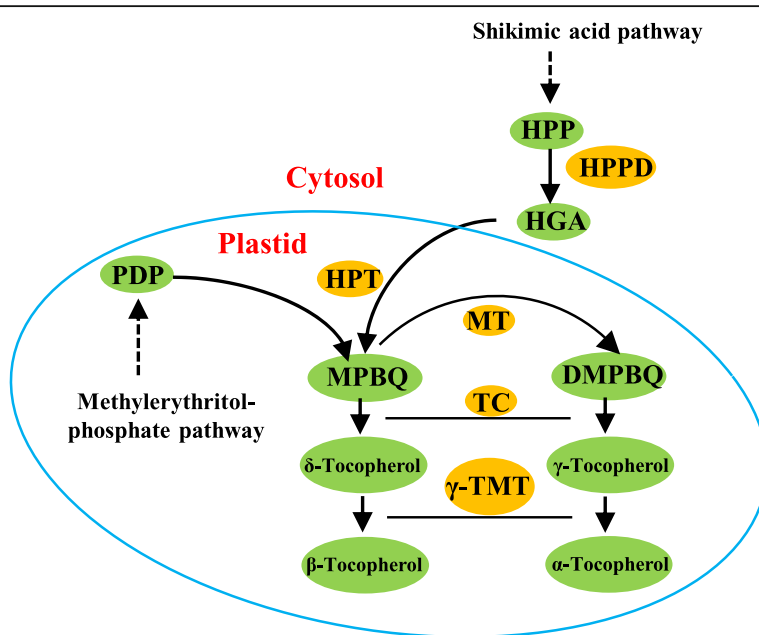 Shikimic acid pathway
HPP
HPPD
Cytosol
HGA
Plastid
PDP
HPT
MT
MPBQ
DMPBQ
Methylerythritol-
phosphate pathway
TC
δ-Tocopherol
γ-Tocopherol
γ-TMT
β-Tocopherol
α-Tocopherol